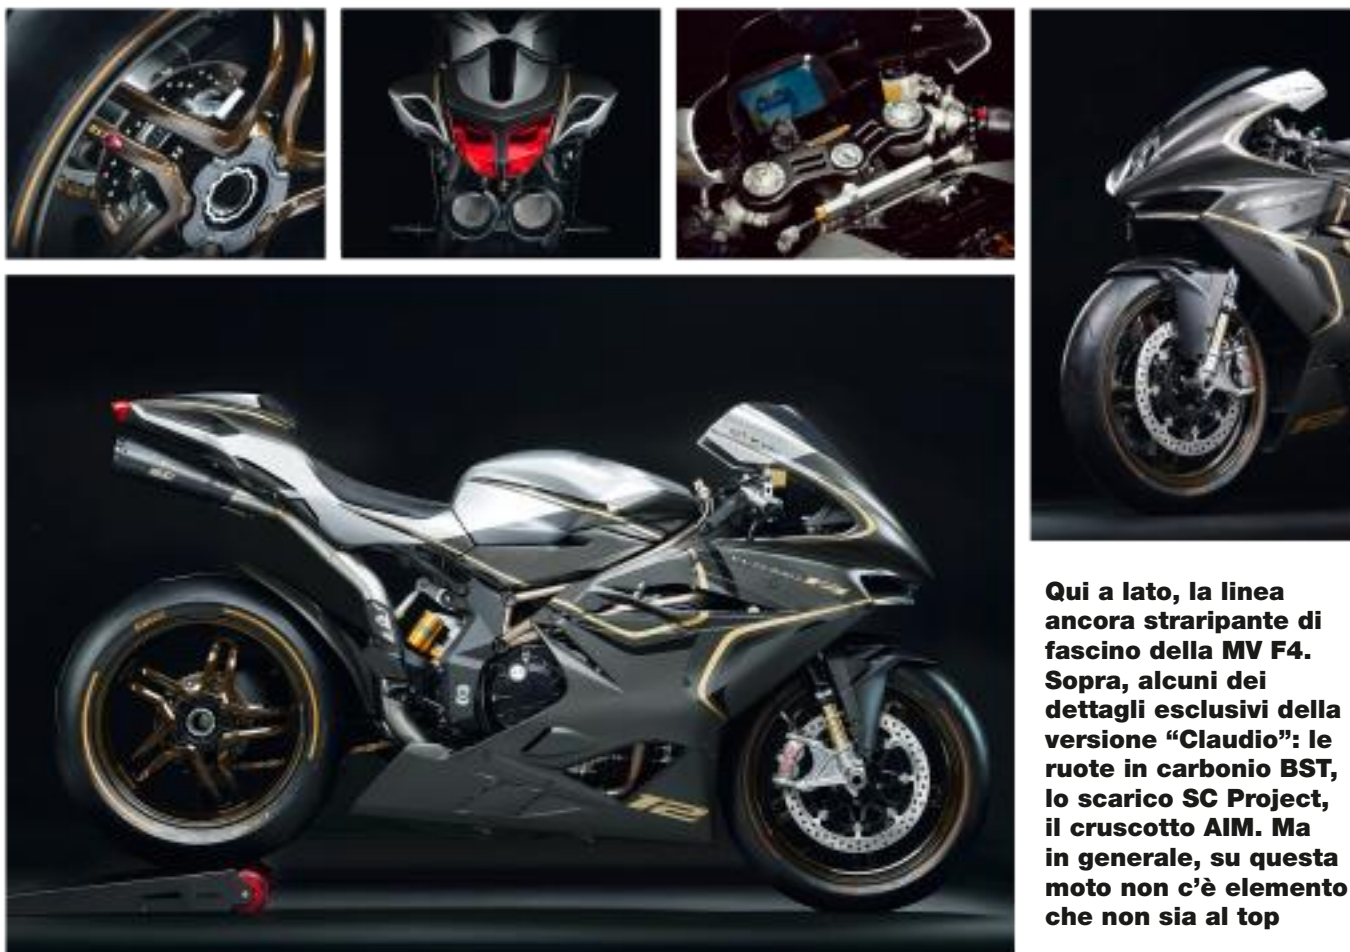 Qui a lato, la linea
ancora straripante di
fascino della MV F4.
Sopra, alcuni dei
dettagli esclusivi della
versione “Claudio”: le
ruote in carbonio BST,
lo scarico SC Project,
il cruscotto AIM. Ma
in generale, su questa
moto non c’è elemento
che non sia al top